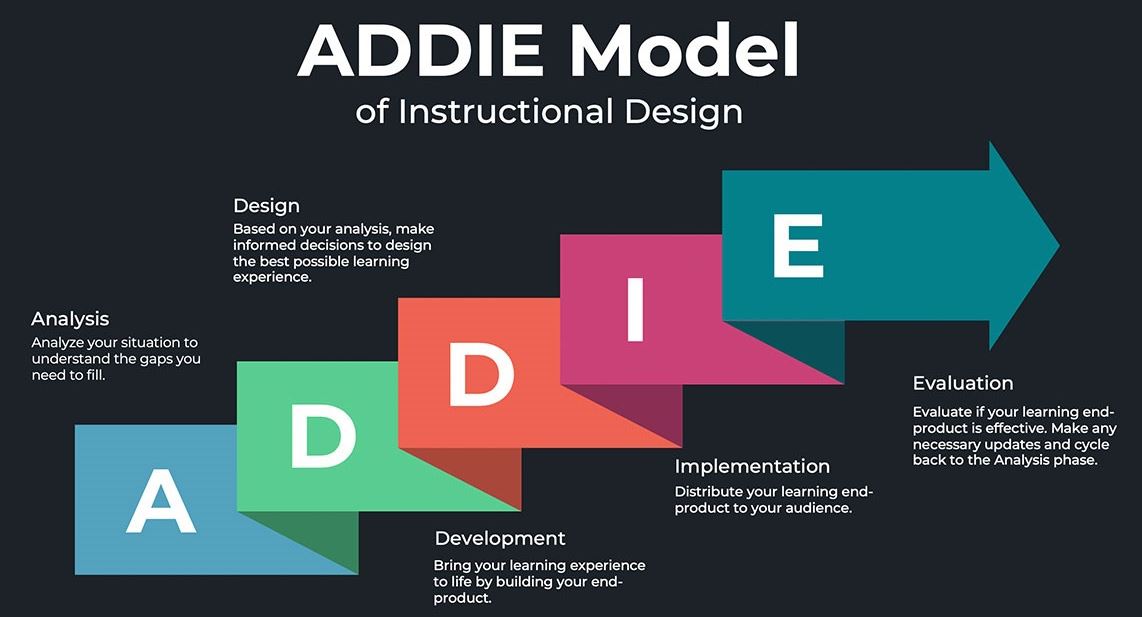 ADDIE Model
of Instructional Design
Design
Based on your analysis, make
informed decisions to design
the best possible learning
experience.
Analysis
Analyze your situation to
understand the gaps you
need to fill.
A
D
D
I
E
Evaluation
Evaluate if your learning end-
product is effective. Make any
necessary updates and cycle
back to the Analysis phase.
Implementation
Distribute your learning end-
product to your audience.
Development
Bring your learning experience
to life by building your end-
product.